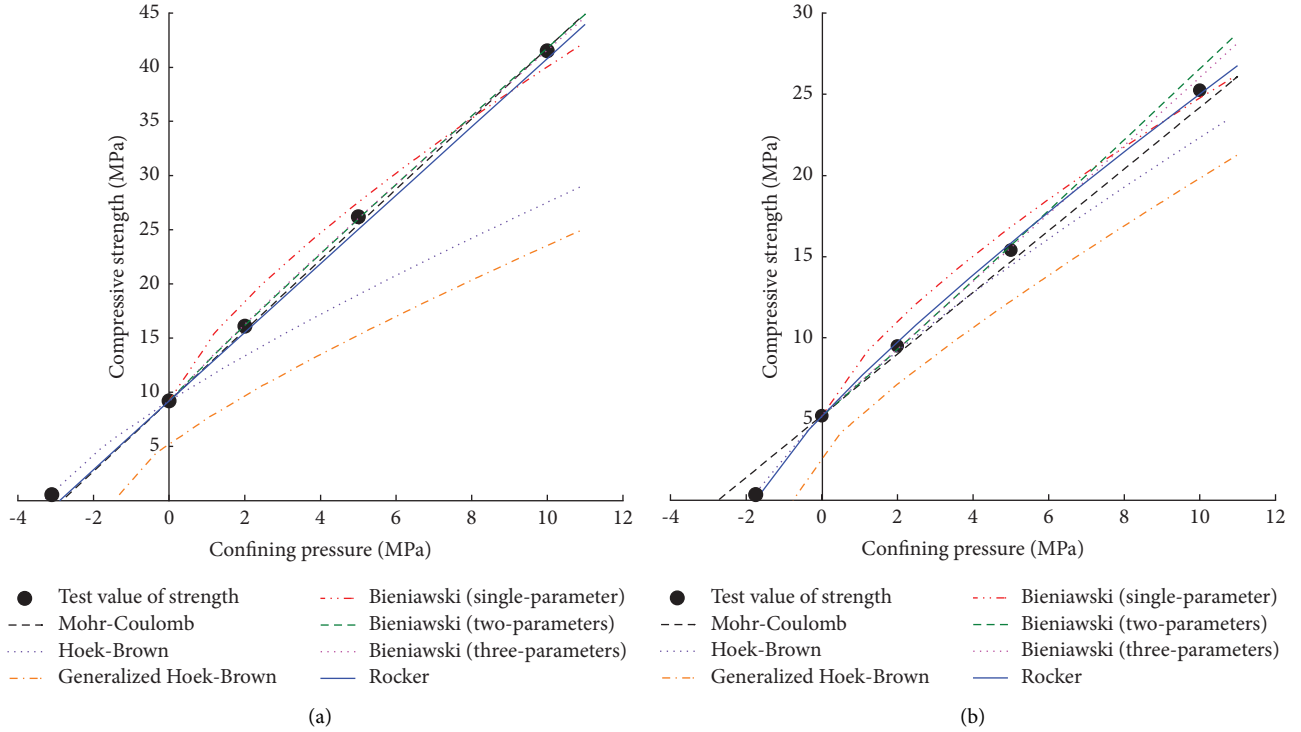 45
40
35
30
25
20
15
10
5
Compressive strength (MPa)
-4 -2 0 2 4 6 8 10 12
Confining pressure (MPa)
Test value of strength
Mohr-Coulomb
Hoek-Brown
Generalized Hoek-Brown
Bieniawski (single-parameter)
Bieniawski (two-parameters)
Bieniawski (three-parameters)
Rocker
(a)
30
25
20
15
10
5
Compressive strength (MPa)
-4 -2 0 2 4 6 8 10 12
Confining pressure (MPa)
Test value of strength
Mohr-Coulomb
Hoek-Brown
Generalized Hoek-Brown
Bieniawski (single-parameter)
Bieniawski (two-parameters)
Bieniawski (three-parameters)
Rocker
(b)